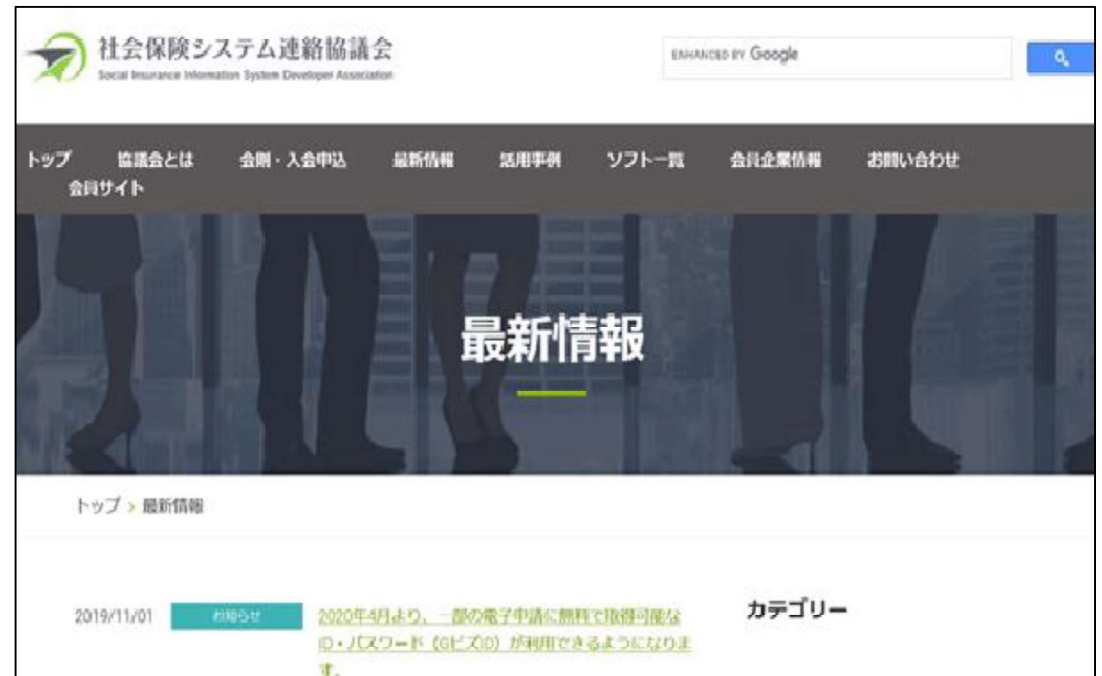 社会保険システム連絡協議会
Social Insurance Information System Developer Association
ENHANCED BY Google
トップ 協議会とは 会則・入会申込 最新情報 活用事例 ソフト一覧 会員企業情報 お問い合わせ
会員サイト
最新情報
トップ > 最新情報
2019/11/01 お知らせ 2020年4月より、一部の電子申請に無料で取得可能な
ID・パスワード（GビズID）が利用できるようになりま
す。
カテゴリー